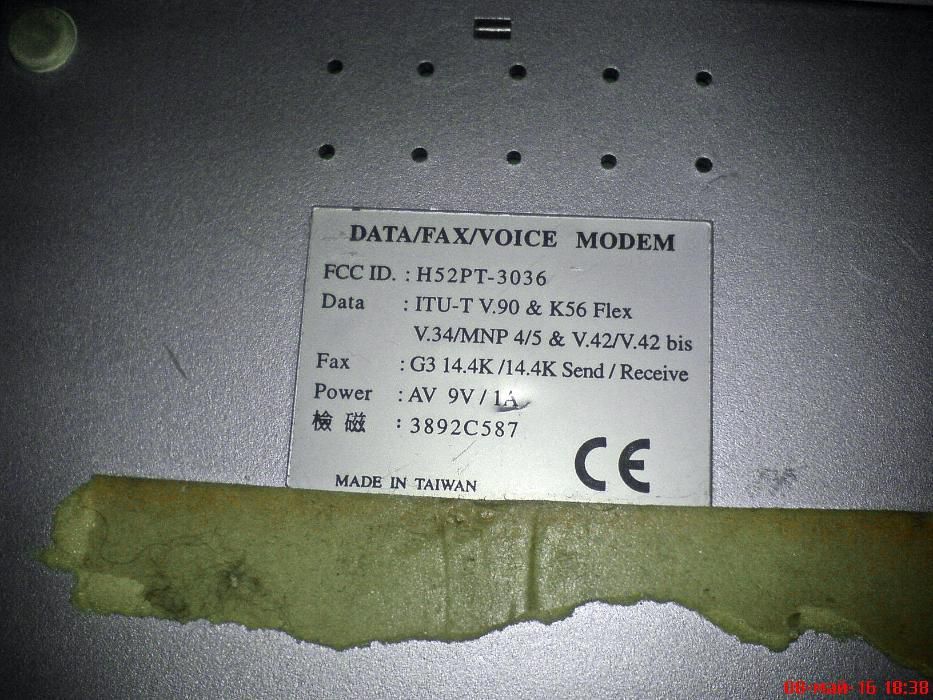 DATA/FAX/VOICE MODEM
FCC ID. : H52PT-3036
Data : ITU-T V.90 & K56 Flex
V.34/MNP 4/5 & V.42/V.42 bis
Fax : G3 14.4K /14.4K Send / Receive
Power : AV 9V / 1A
檢 磁 : 3892C587
CE
MADE IN TAIWAN
08-май-16 18:38